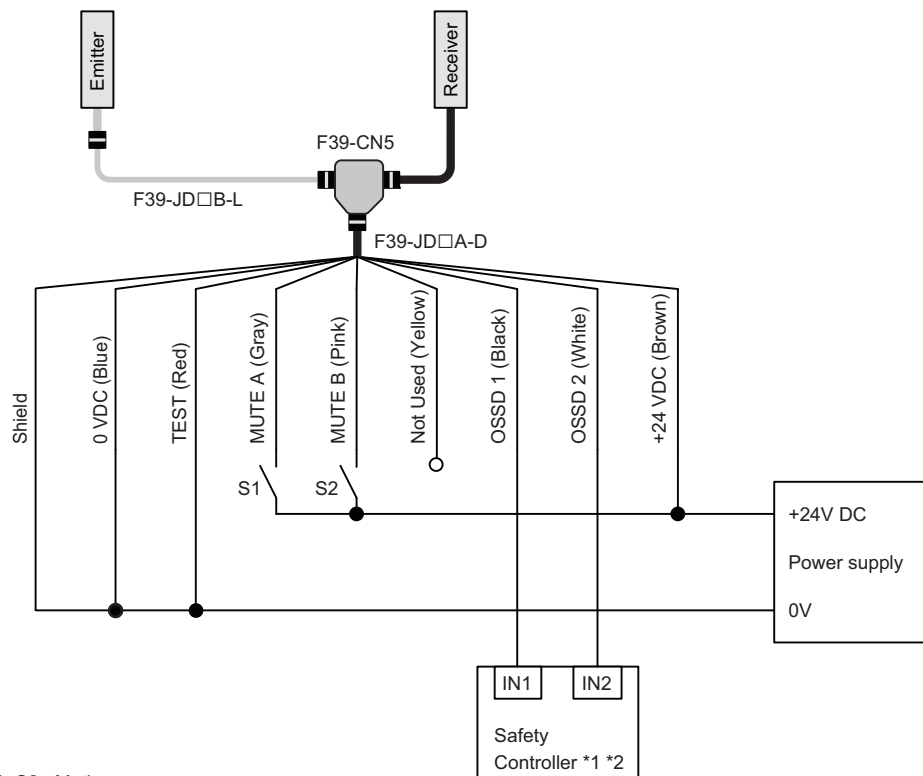 Emitter
Receiver
F39-CN5
F39-JD□B-L
F39-JD□A-D
Shield
0 VDC (Blue)
TEST (Red)
MUTE A (Gray)
MUTE B (Pink)
Not Used (Yellow)
OSSD 1 (Black)
OSSD 2 (White)
+24 VDC (Brown)
S1
S2
+24V DC
Power supply
0V
IN1
IN2
Safety
Controller *1 *2